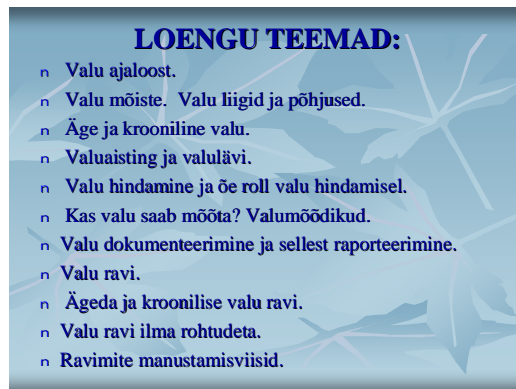 LOENGU TEEMAD:
n Valu ajaloost.
n Valu mõiste. Valu liigid ja põhjused.
n Äge ja krooniline valu.
n Valuaisting ja valulävi.
n Valu hindamine ja õe roll valu hindamisel.
n Kas valu saab mõõta? Valumõõdikud.
n Valu dokumenteerimine ja sellest raporteerimine.
n Valu ravi.
n Ägeda ja kroonilise valu ravi.
n Valu ravi ilma rohtudeta.
n Ravimite manustamisviisid.